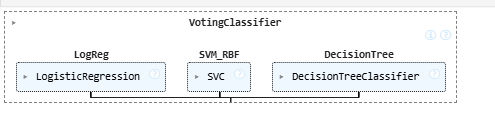 VotingClassifier
i ?
LogReg SVM_RBF DecisionTree
LogisticRegression ? SVC ? DecisionTreeClassifier ?